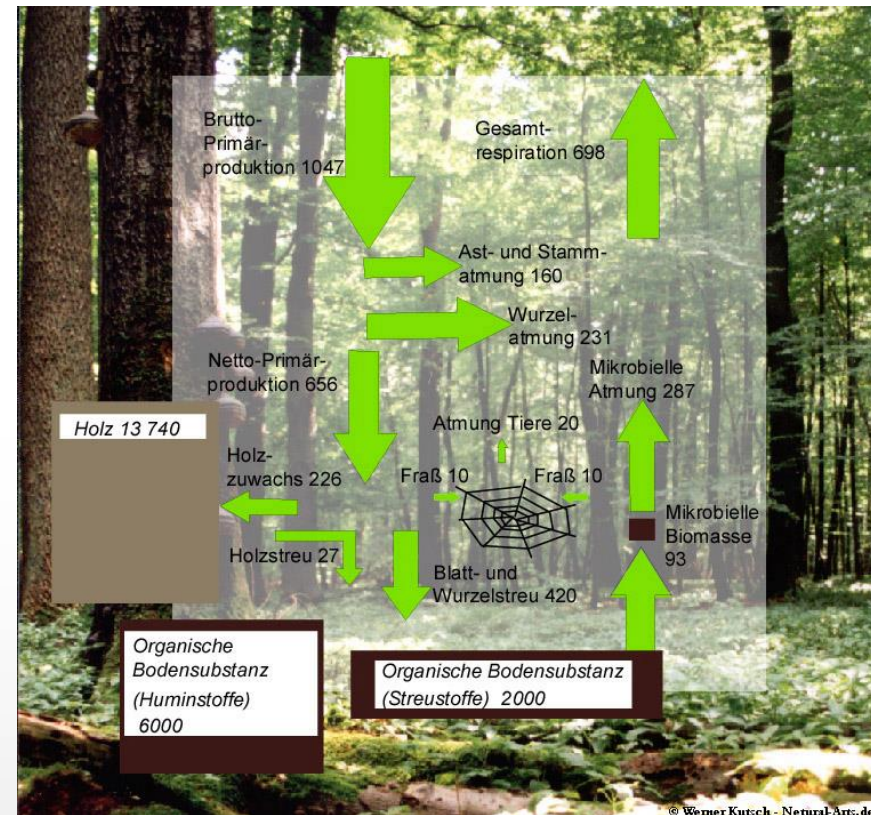 Brutto-
Primär-
produktion 1047
Gesamt-
respiration 698
Ast- und Stamm-
atmung 160
Wurzel-
atmung 231
Netto-Primär-
produktion 656
Mikrobielle
Atmung 287
Holz 13 740
Atmung Tiere 20
Holz-
zuwachs 226
Fraß 10
Fraß 10
Mikrobielle
Biomasse
93
Holzstreu 27
Blatt- und
Wurzelstreu 420
Organische
Bodensubstanz
(Huminstoffe)
6000
Organische Bodensubstanz
(Streustoffe) 2000
© Werner Kutsch - Netural-Arts.de